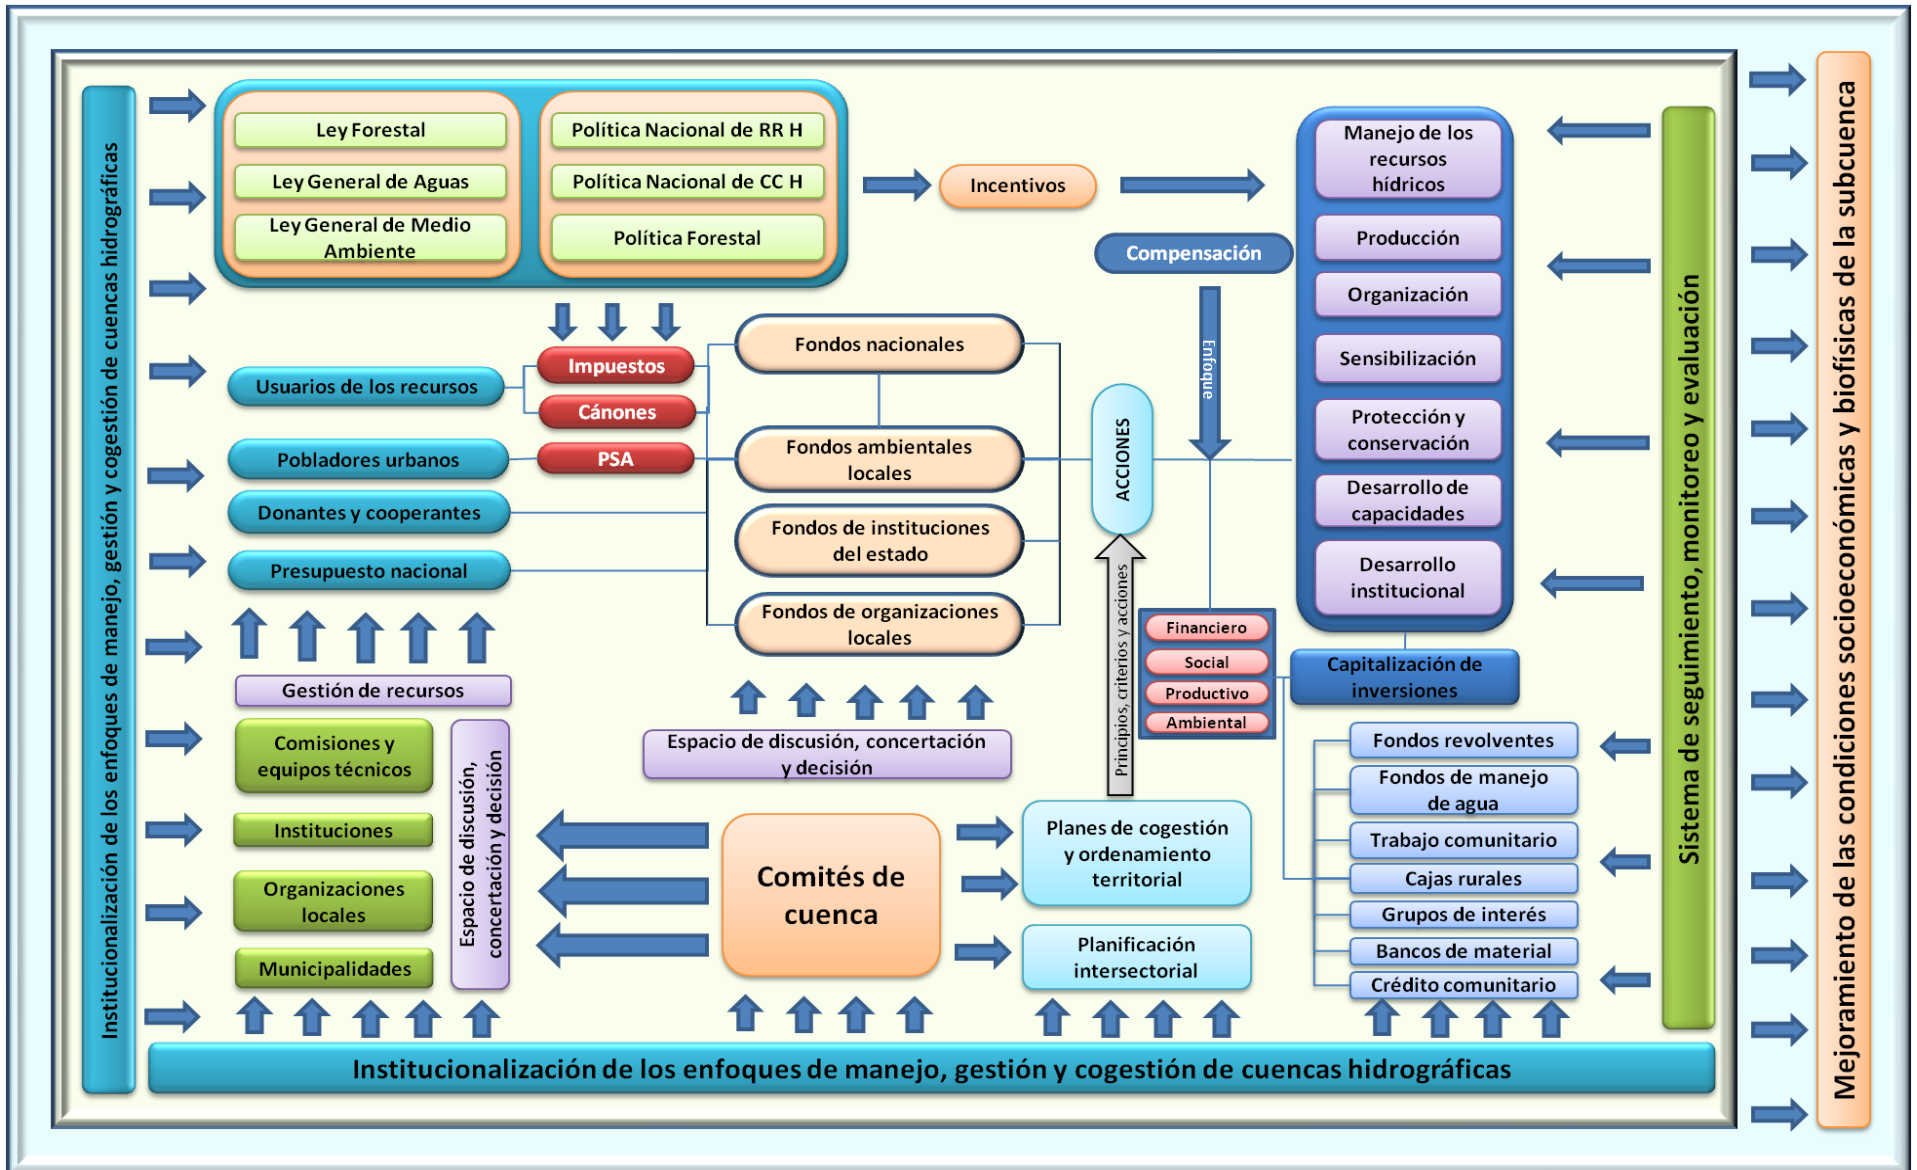 Institucionalización de los enfoques de manejo, gestión y cogestión de cuencas hidrográficas
Ley Forestal
Ley General de Aguas
Ley General de Medio
Ambiente
Política Nacional de RR H
Política Nacional de CC H
Política Forestal
Incentivos
Compensación
Enfoque
Manejo de los
recursos
hídricos
Producción
Organización
Sensibilización
Protección y
conservación
Desarrollo de
capacidades
Desarrollo
institucional
Usuarios de los recursos
Pobladores urbanos
Donantes y cooperantes
Presupuesto nacional
Impuestos
Cánones
PSA
Fondos nacionales
Fondos ambientales
locales
Fondos de instituciones
del estado
Fondos de organizaciones
locales
ACCIONES
Principios, criterios y acciones
Financiero
Social
Productivo
Ambiental
Capitalización de
inversiones
Gestión de recursos
Comisiones y
equipos técnicos
Instituciones
Organizaciones
locales
Municipalidades
Espacio de discusión,
concertación y decisión
Espacio de discusión, concertación
y decisión
Comités de
cuenca
Planes de cogestión
y ordenamiento
territorial
Planificación
intersectorial
Fondos revolventes
Fondos de manejo
de agua
Trabajo comunitario
Cajas rurales
Grupos de interés
Bancos de material
Crédito comunitario
Sistema de seguimiento, monitoreo y evaluación
Mejoramiento de las condiciones socioeconómicas y biofísicas de la subcuenca
Institucionalización de los enfoques de manejo, gestión y cogestión de cuencas hidrográficas